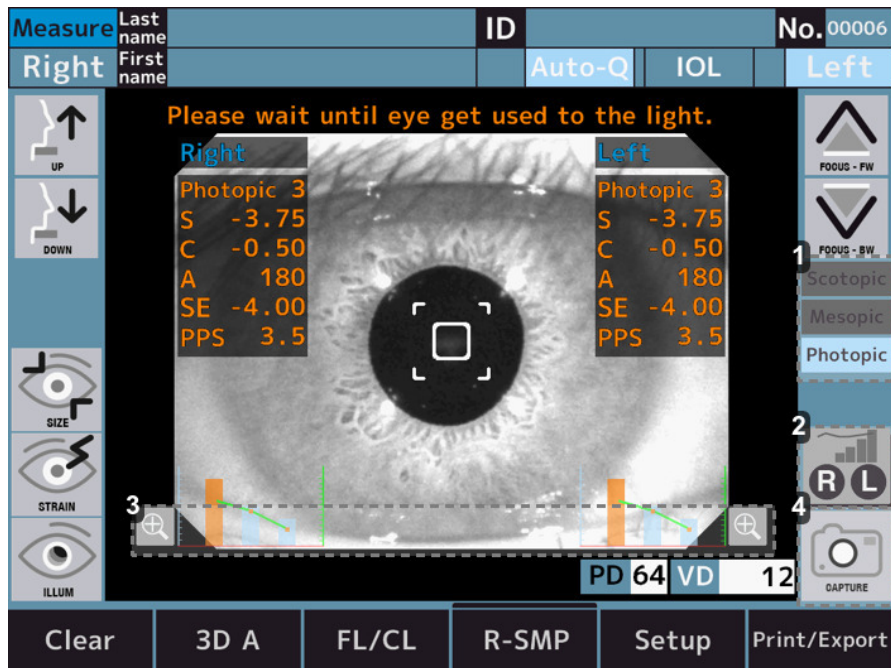 Measure Last name ID No. 00006
Right First name Auto-Q IOL Left
Please wait until eye get used to the light.
UP
DOWN
SIZE
STRAIN
ILLUM
Right
Photopic 3
S -3.75
C -0.50
A 180
SE -4.00
PPS 3.5
Left
Photopic 3
S -3.75
C -0.50
A 180
SE -4.00
PPS 3.5
FOCUS - FW
FOCUS - BW
1
Scotopic
Mesopic
Photopic
2
R L
3
4
CAPTURE
PD 64 VD 12
Clear 3D A FL/CL R-SMP Setup Print/Export